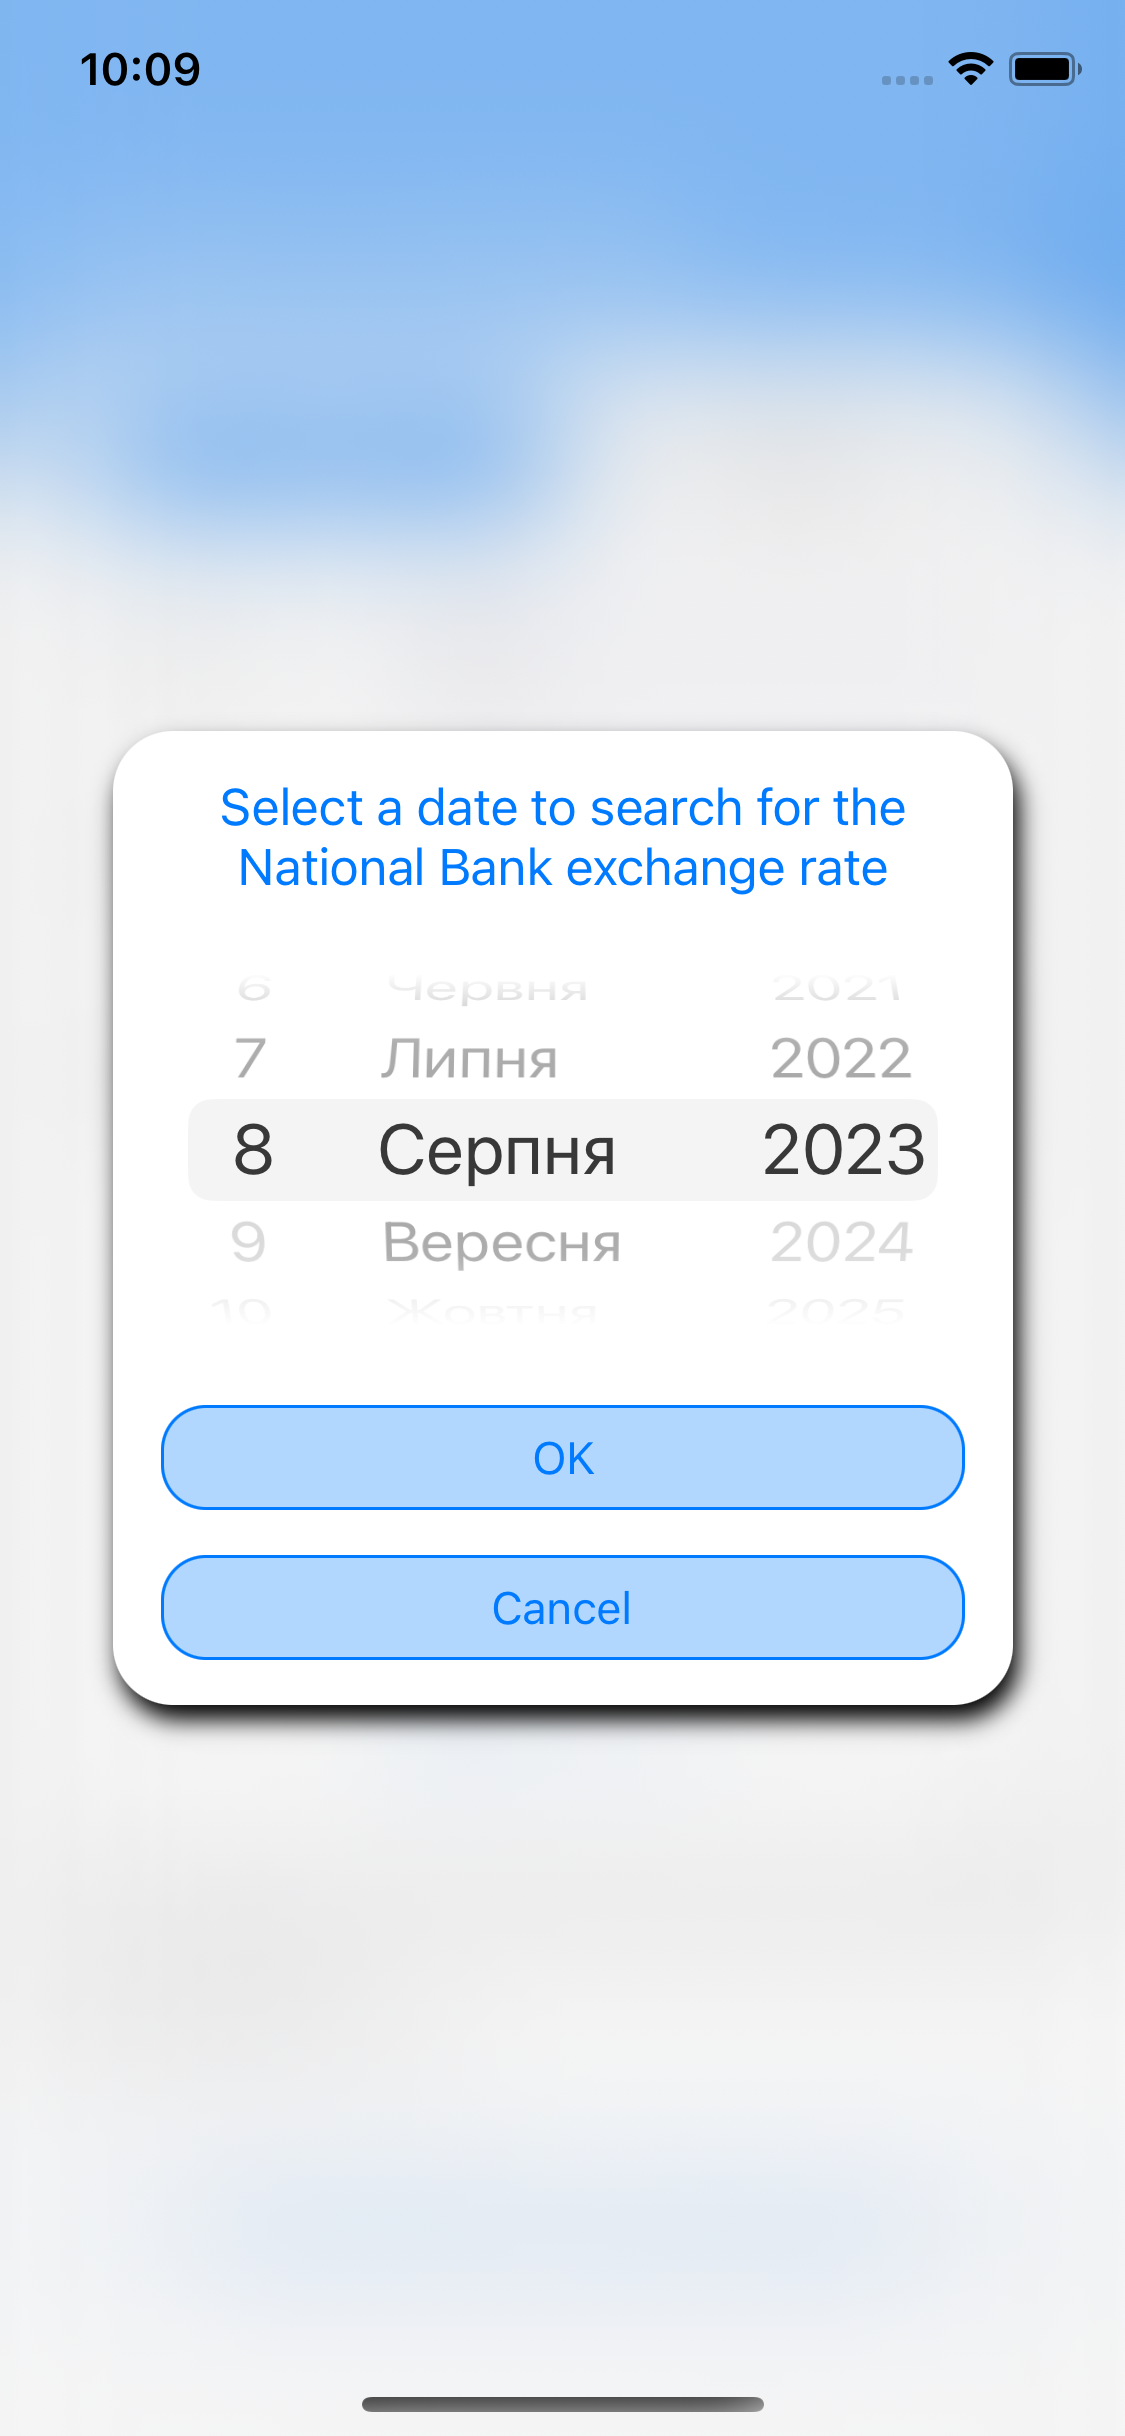 10:09
Select a date to search for the
National Bank exchange rate
6 Червня 2021
7 Липня 2022
8 Серпня 2023
9 Вересня 2024
10 Жовтня 2025
OK
Cancel